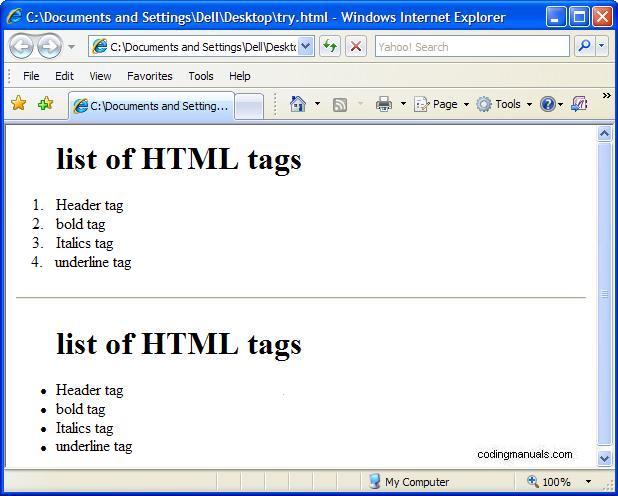 C:\Documents and Settings\Dell\Desktop\try.html - Windows Internet Explorer
C:\Documents and Settings\Dell\Deskto
Yahoo! Search
File Edit View Favorites Tools Help
C:\Documents and Setting...
Page Tools
list of HTML tags
1. Header tag
2. bold tag
3. Italics tag
4. underline tag
list of HTML tags
• Header tag
• bold tag
• Italics tag
• underline tag
codingmanuals.com
My Computer
100%